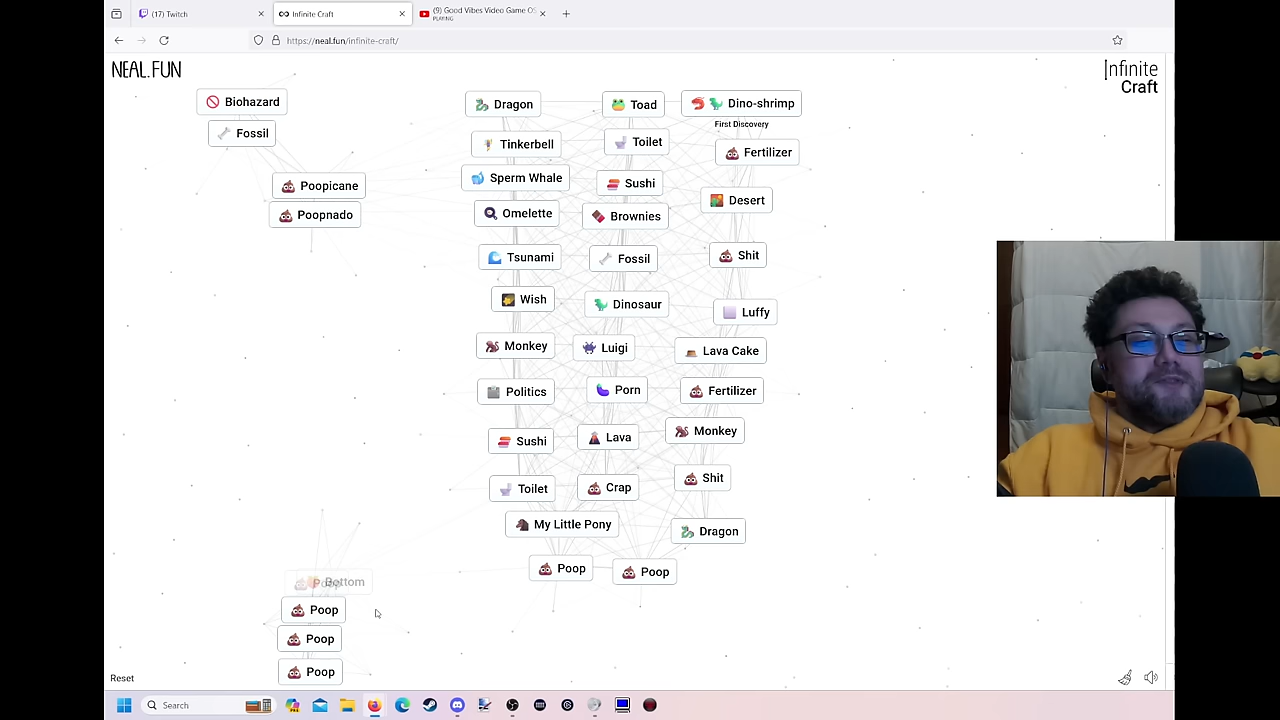 (17) Twitch
Infinite Craft
(9) Good Vibes Video Game OS
PLAYING
https://neal.fun/infinite-craft/
NEAL.FUN
Infinite
Craft
Biohazard
Fossil
Poopicane
Poopnado
Dragon
Toad
Dino-shrimp
First Discovery
Tinkerbell
Toilet
Fertilizer
Sperm Whale
Sushi
Desert
Omelette
Brownies
Tsunami
Fossil
Shit
Wish
Dinosaur
Luffy
Monkey
Luigi
Lava Cake
Politics
Porn
Fertilizer
Sushi
Lava
Monkey
Toilet
Crap
Shit
My Little Pony
Dragon
Poop
Poop
Bottom
Poop
Poop
Poop
Reset
Search